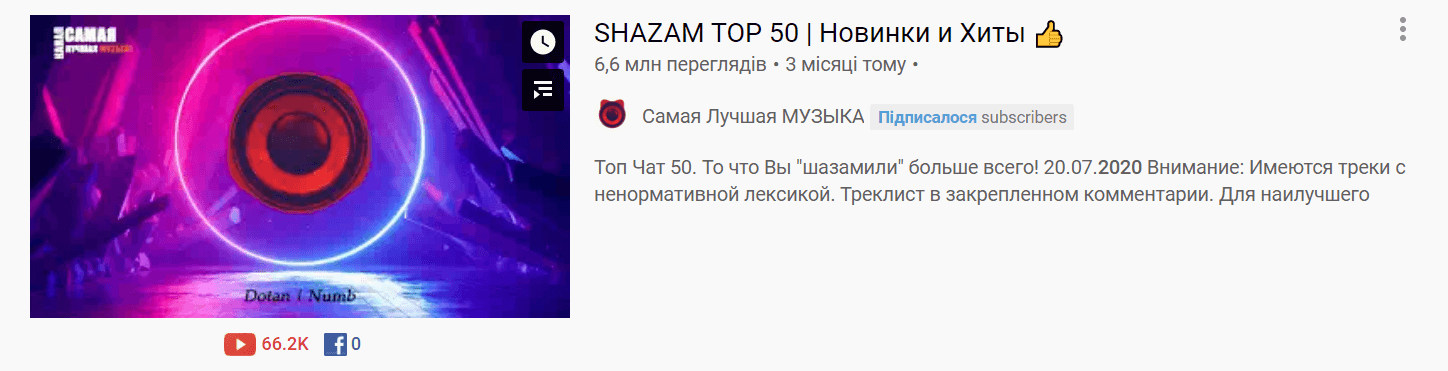 САМАЯ
ЛУЧШАЯ МУЗЫКА
SHAZAM TOP 50 | Новинки и Хиты 👍
6,6 млн переглядів • 3 місяці тому •
Самая Лучшая МУЗЫКА Підписалося subscribers
Топ Чат 50. То что Вы "шазамили" больше всего! 20.07.2020 Внимание: Имеются треки с
ненормативной лексикой. Треклист в закрепленном комментарии. Для наилучшего
Dotan | Numb
66.2K f 0